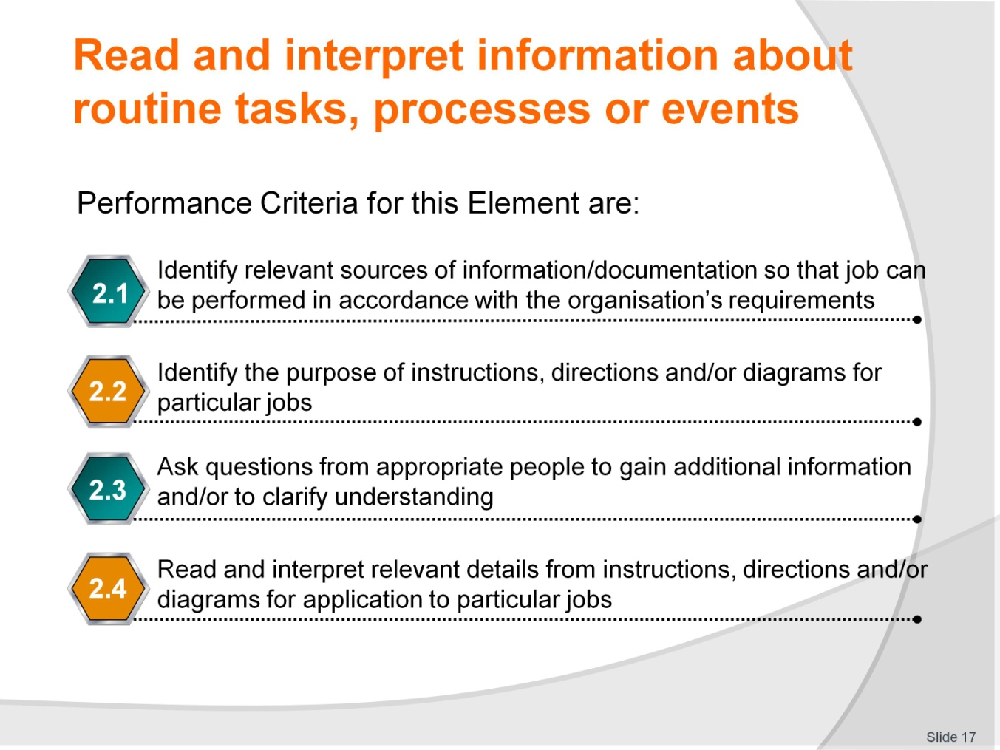 Read and interpret information about
routine tasks, processes or events
Performance Criteria for this Element are:
2.1
Identify relevant sources of information/documentation so that job can
be performed in accordance with the organisation's requirements
2.2
Identify the purpose of instructions, directions and/or diagrams for
particular jobs
2.3
Ask questions from appropriate people to gain additional information
and/or to clarify understanding
2.4
Read and interpret relevant details from instructions, directions and/or
diagrams for application to particular jobs
Slide 17